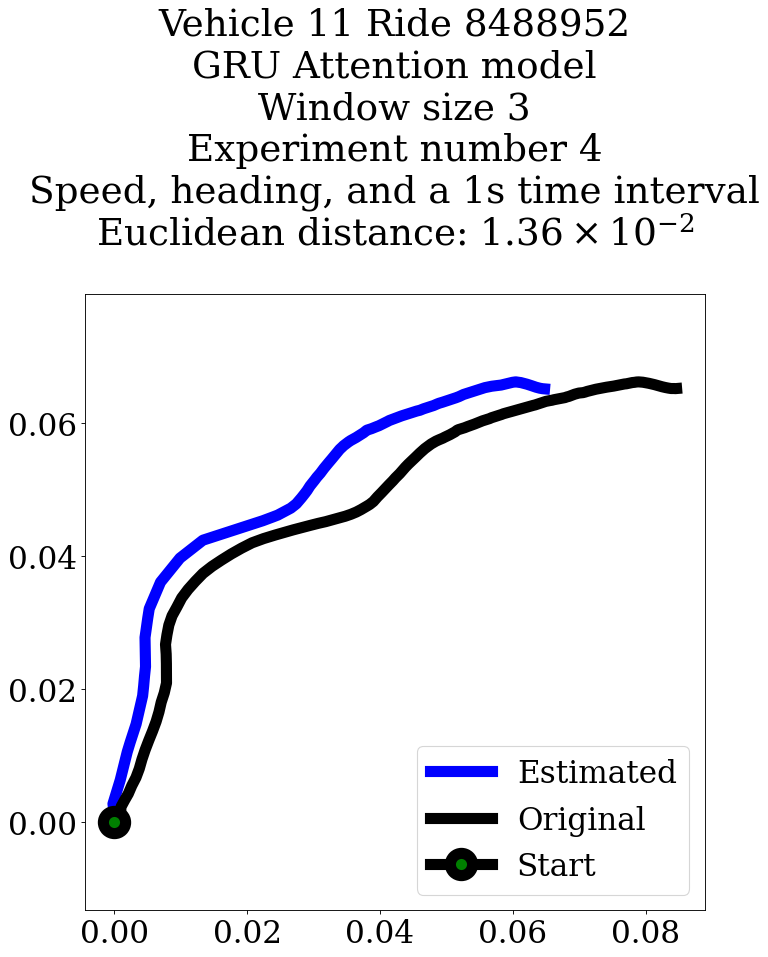 Vehicle 11 Ride 8488952
GRU Attention model
Window size 3
Experiment number 4
Speed, heading, and a 1s time interval
Euclidean distance: 1.36 × 10⁻²
0.06
0.04
0.02
0.00
Estimated
Original
Start
0.00 0.02 0.04 0.06 0.08